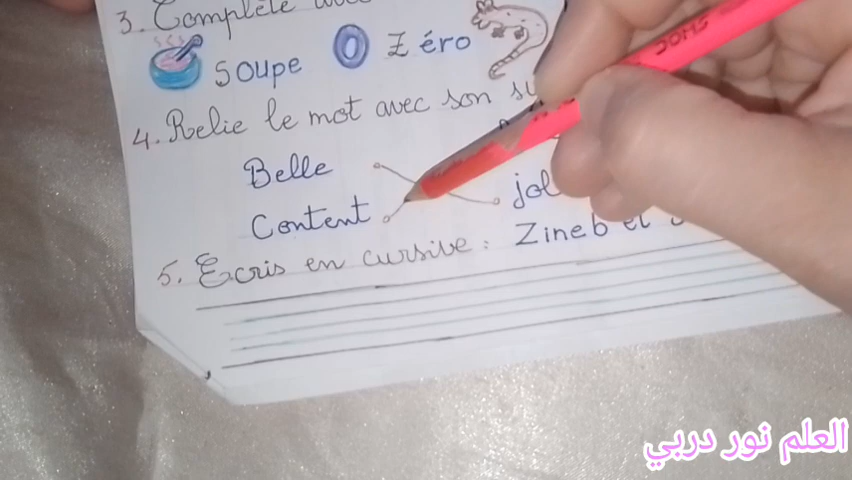 3. Complète
soupe Zéro
4. Relie le mot avec son
Belle
Content
5. Ecris en cursive : Zineb et
العلم نور دربي